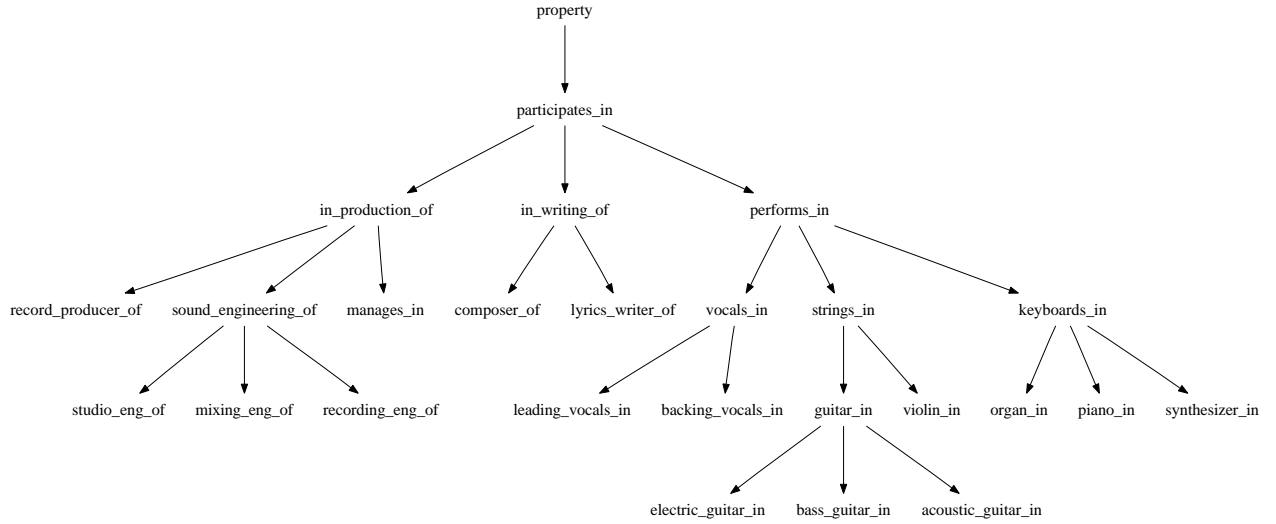 property
participates_in
in_production_of in_writing_of performs_in
record_producer_of sound_engineering_of manages_in composer_of lyrics_writer_of vocals_in strings_in keyboards_in
studio_eng_of mixing_eng_of recording_eng_of leading_vocals_in backing_vocals_in guitar_in violin_in organ_in piano_in synthesizer_in
electric_guitar_in bass_guitar_in acoustic_guitar_in